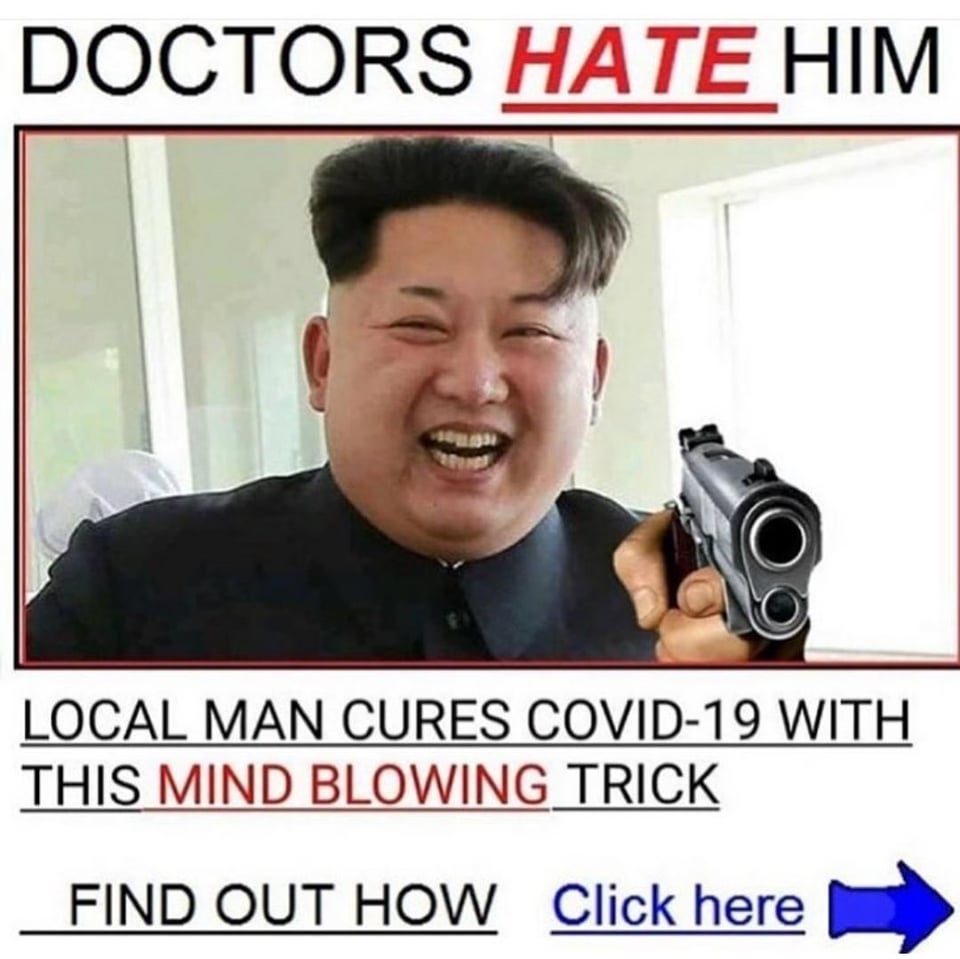 DOCTORS HATE HIM
LOCAL MAN CURES COVID-19 WITH
THIS MIND BLOWING TRICK
FIND OUT HOW Click here